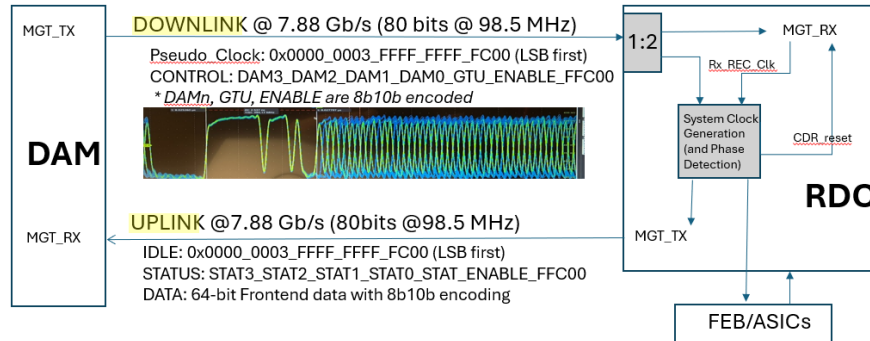 DOWNLINK @ 7.88 Gb/s (80 bits @ 98.5 MHz)
MGT_TX
1:2
MGT_RX
Pseudo_Clock: 0x0000_0003_FFFF_FFFF_FC00 (LSB first)
CONTROL: DAM3_DAM2_DAM1_DAM0_GTU_ENABLE_FFC00
* DAMn, GTU, ENABLE are 8b10b encoded
Rx_REC_Clk
System Clock
Generation
(and Phase
Detection)
CDR_reset
DAM
RDO
UPLINK @7.88 Gb/s (80bits @98.5 MHz)
MGT_RX
MGT_TX
IDLE: 0x0000_0003_FFFF_FFFF_FC00 (LSB first)
STATUS: STAT3_STAT2_STAT1_STAT0_STAT_ENABLE_FFC00
DATA: 64-bit Frontend data with 8b10b encoding
FEB/ASICs